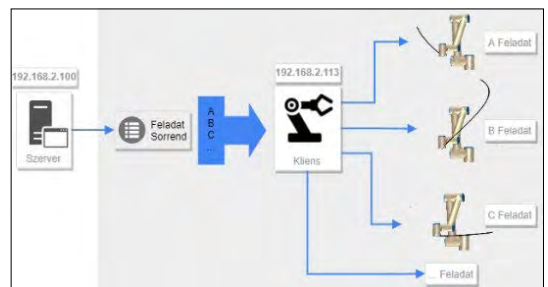 192.168.2.100
Szerver
Feladat
Sorrend
A
B
C
...
192.168.2.113
Kliens
A Feladat
B Feladat
C Feladat
... Feladat